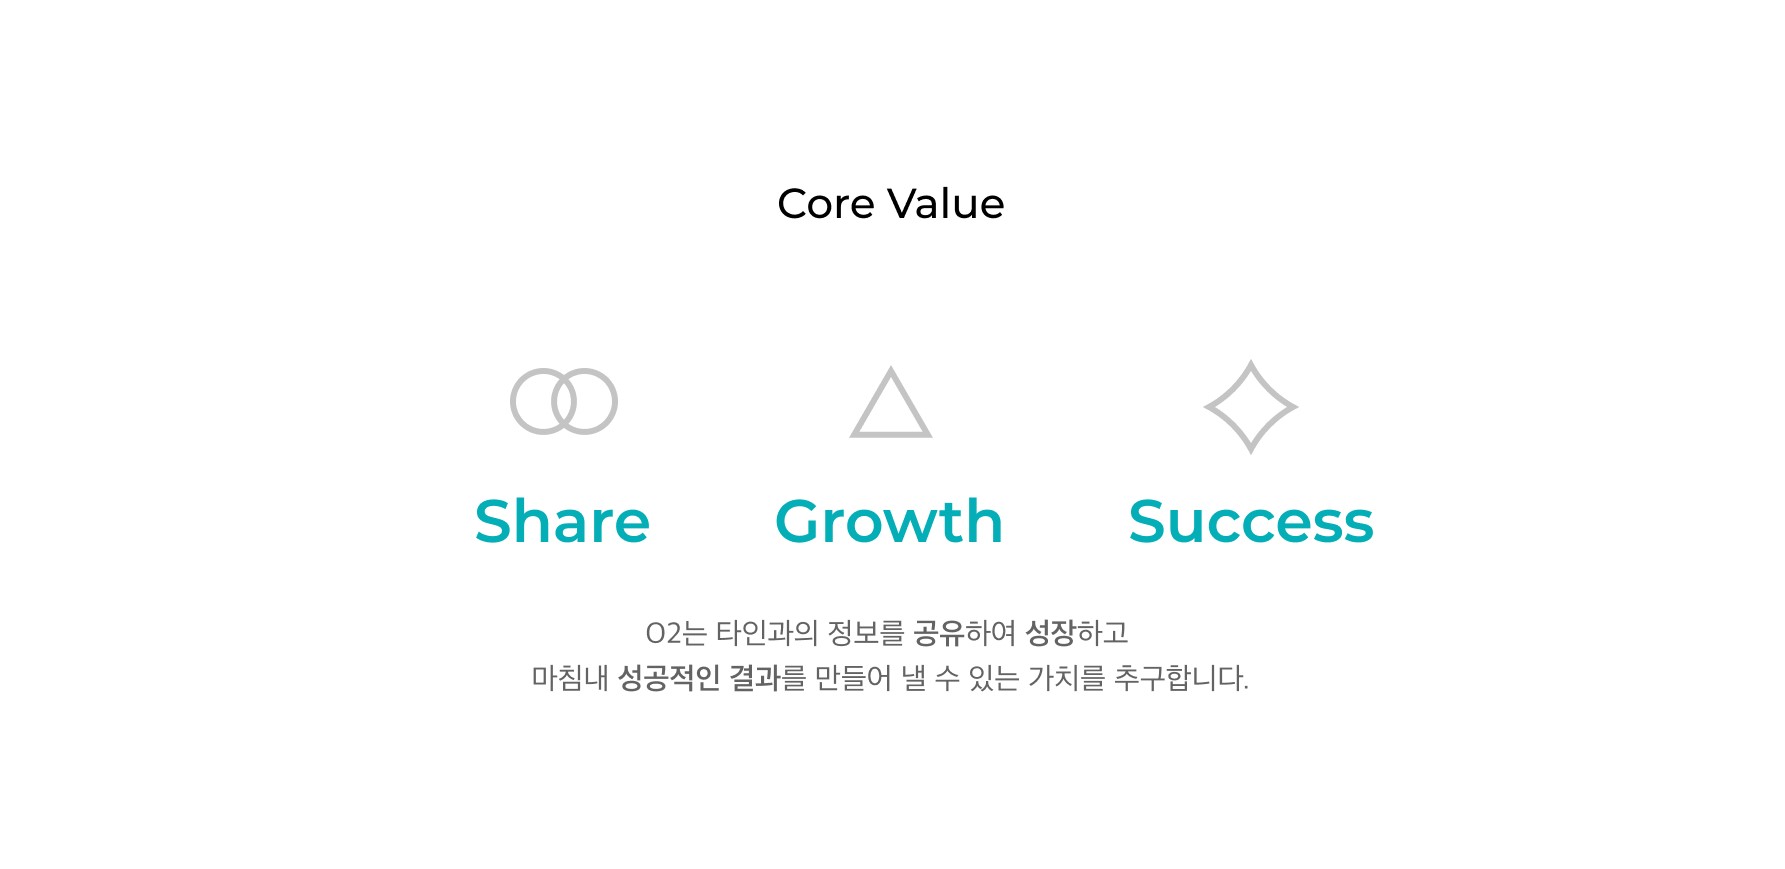 Core Value
Share Growth Success
O2는 타인과의 정보를 공유하여 성장하고
마침내 성공적인 결과를 만들어 낼 수 있는 가치를 추구합니다.